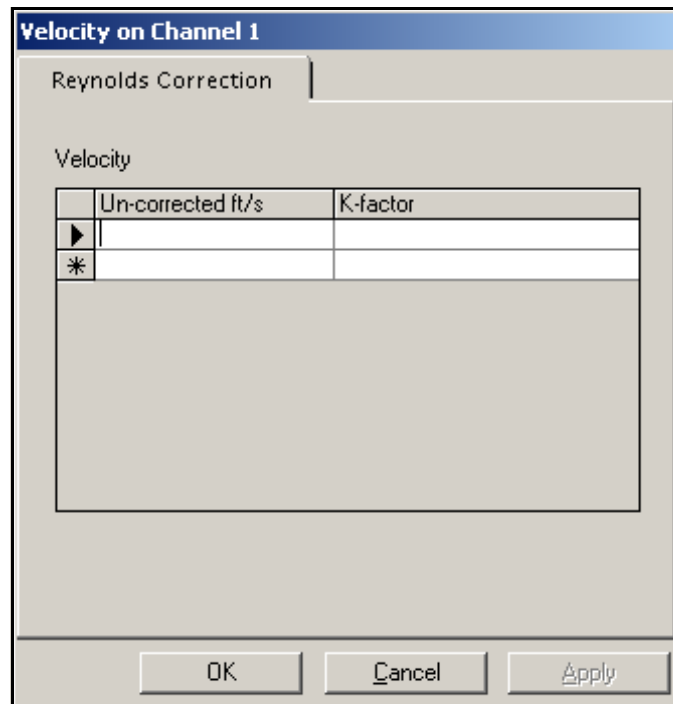 Velocity on Channel 1
Reynolds Correction
Velocity
Un-corrected ft/s K-factor
OK Cancel Apply